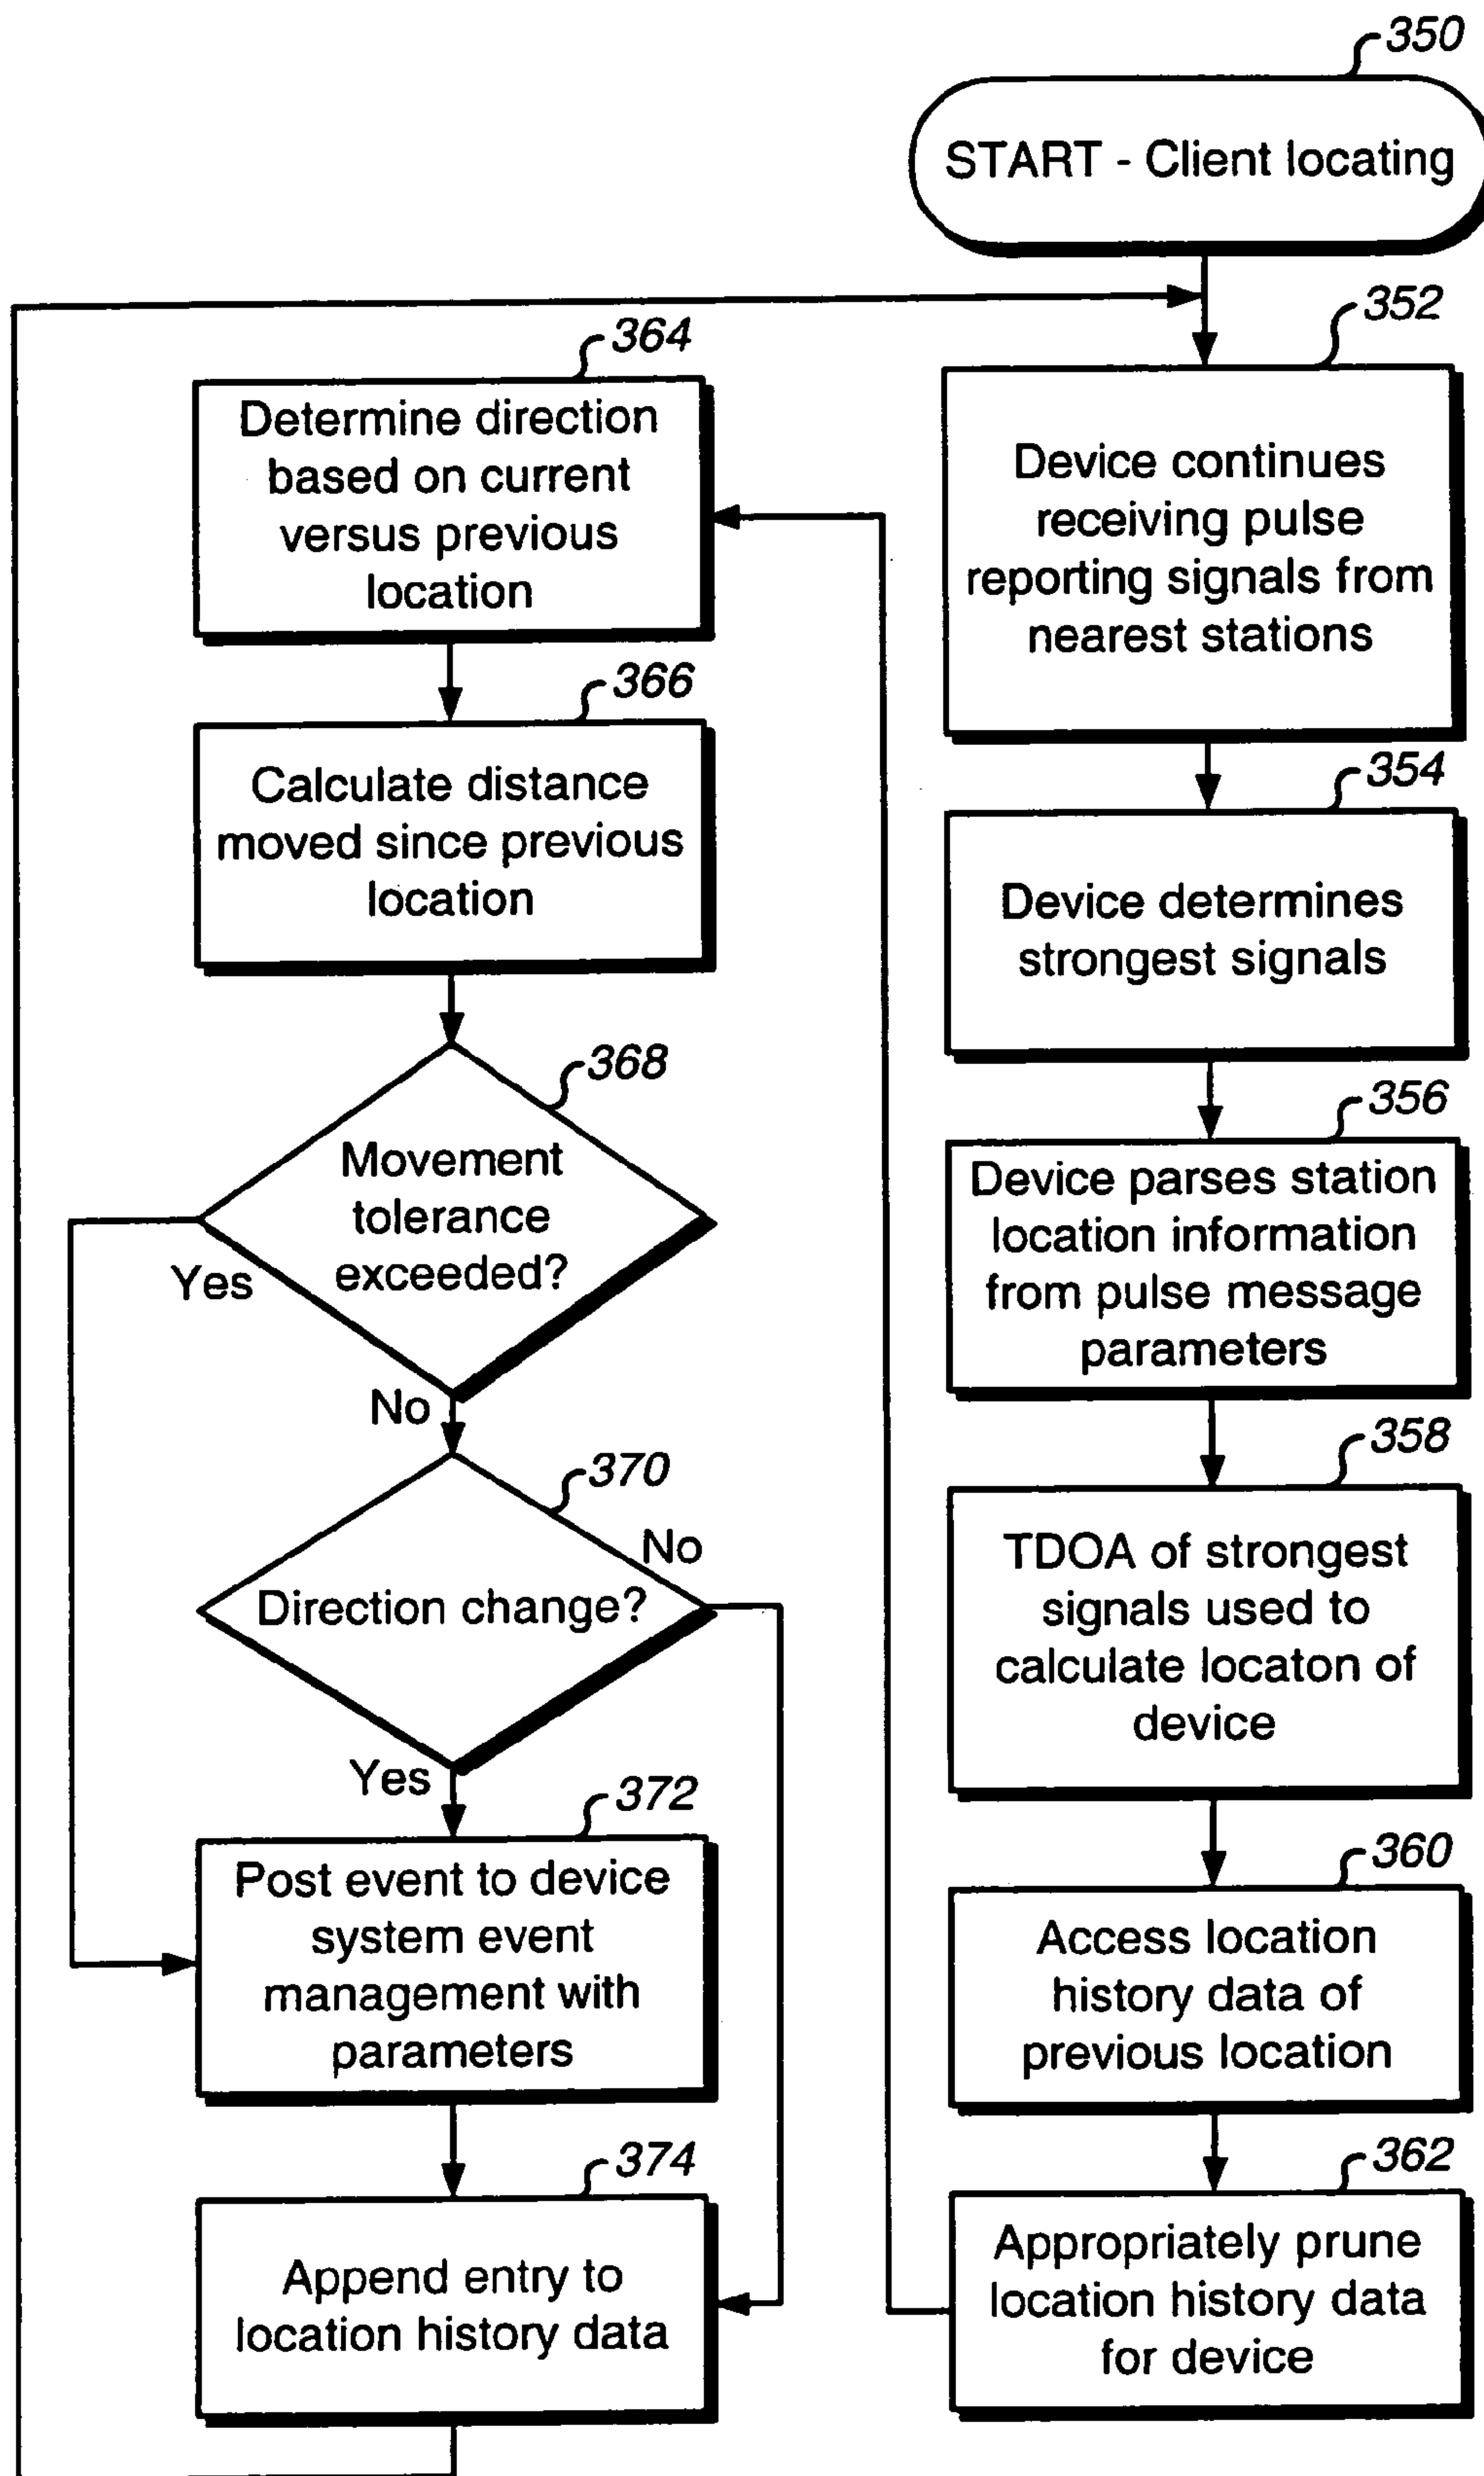 350
START - Client locating
352
Device continues
receiving pulse
reporting signals from
nearest stations
354
Device determines
strongest signals
356
Device parses station
location information
from pulse message
parameters
358
TDOA of strongest
signals used to
calculate locaton of
device
360
Access location
history data of
previous location
362
Appropriately prune
location history data
for device
364
Determine direction
based on current
versus previous
location
366
Calculate distance
moved since previous
location
368
Movement
tolerance
exceeded?
Yes
No
370
No
Direction change?
Yes
372
Post event to device
system event
management with
parameters
374
Append entry to
location history data